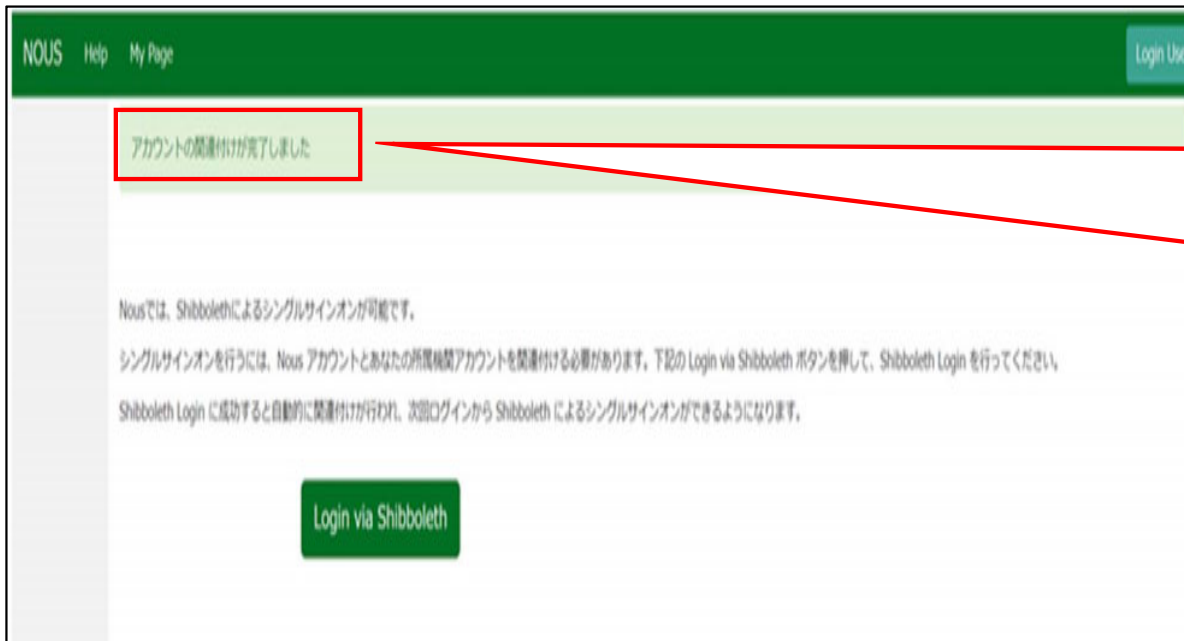 NOUS Help My Page Login Use
アカウントの関連付けが完了しました
Nousでは、Shibbolethによるシングルサインオンが可能です。
シングルサインオンを行うには、Nous アカウントとあなたの所属機関アカウントを関連付ける必要があります。下記の Login via Shibboleth ボタンを押して、Shibboleth Login を行ってください。
Shibboleth Login に成功すると自動的に関連付けが行われ、次回ログインから Shibboleth によるシングルサインオンができるようになります。
Login via Shibboleth